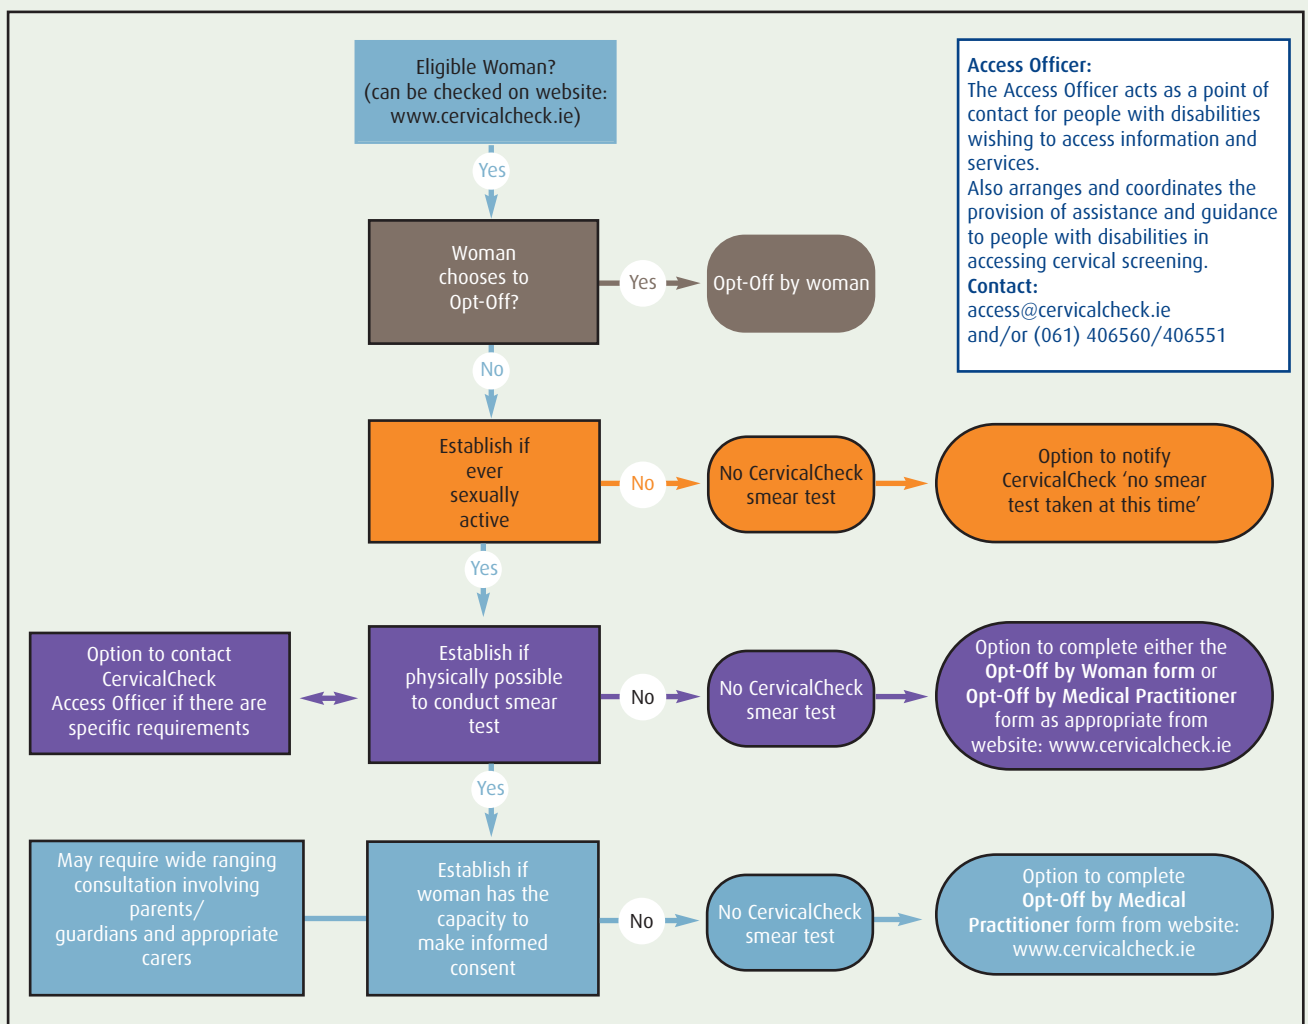 Eligible Woman?
(can be checked on website:
www.cervicalcheck.ie)
Access Officer:
The Access Officer acts as a point of
contact for people with disabilities
wishing to access information and
services.
Also arranges and coordinates the
provision of assistance and guidance
to people with disabilities in
accessing cervical screening.
Contact:
access@cervicalcheck.ie
and/or (061) 406560/406551
Yes
Woman
chooses to
Opt-Off?
Yes
Opt-Off by woman
No
Establish if
ever
sexually
active
No
No CervicalCheck
smear test
Option to notify
CervicalCheck ‘no smear
test taken at this time’
Yes
Option to contact
CervicalCheck
Access Officer if there are
specific requirements
Establish if
physically possible
to conduct smear
test
No
No CervicalCheck
smear test
Option to complete either the
Opt-Off by Woman form or
Opt-Off by Medical Practitioner
form as appropriate from
website: www.cervicalcheck.ie
Yes
May require wide ranging
consultation involving
parents/
guardians and appropriate
carers
Establish if
woman has the
capacity to
make informed
consent
No
No CervicalCheck
smear test
Option to complete
Opt-Off by Medical
Practitioner form from website:
www.cervicalcheck.ie